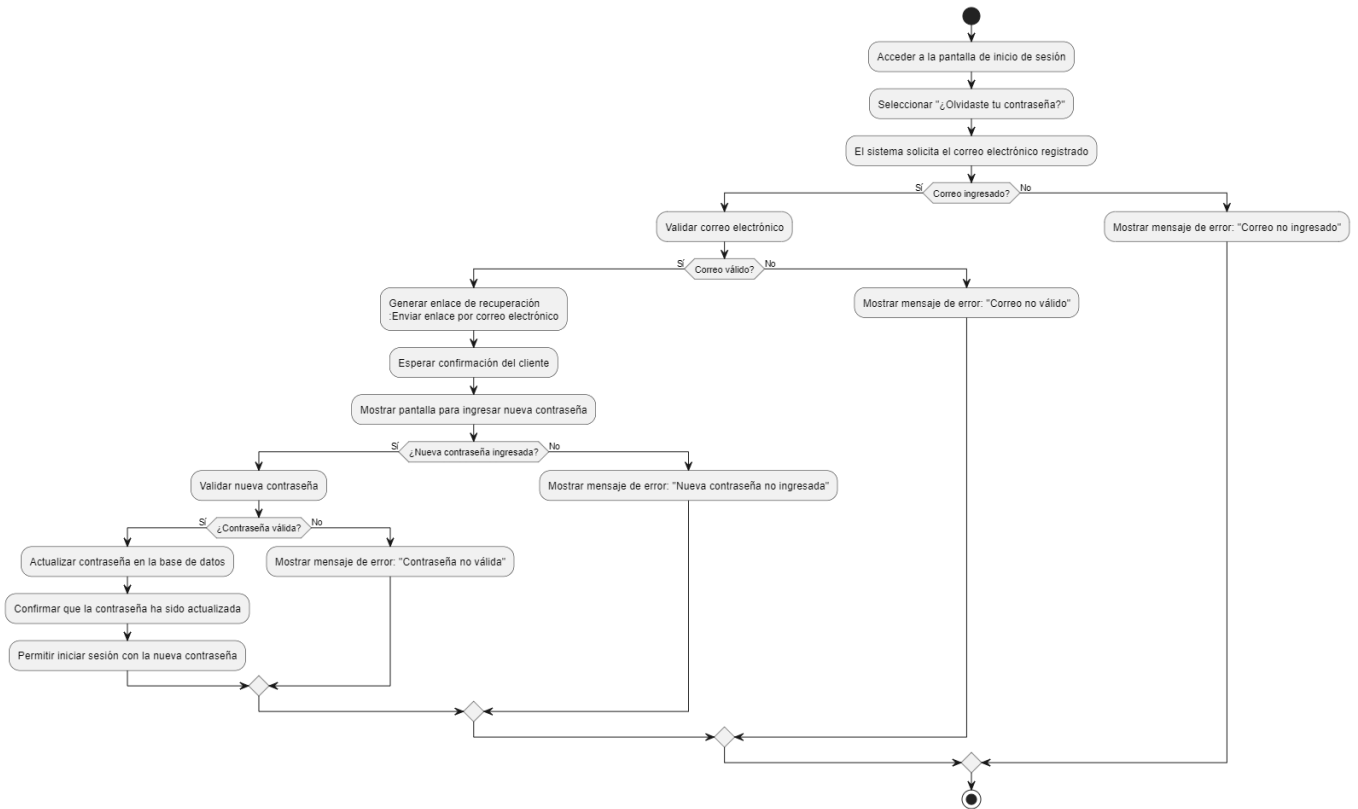 Acceder a la pantalla de inicio de sesión
Seleccionar "¿Olvidaste tu contraseña?"
El sistema solicita el correo electrónico registrado
Sí
Correo ingresado?
No
Validar correo electrónico
Mostrar mensaje de error: "Correo no ingresado"
Sí
Correo válido?
No
Generar enlace de recuperación
:Enviar enlace por correo electrónico
Mostrar mensaje de error: "Correo no válido"
Esperar confirmación del cliente
Mostrar pantalla para ingresar nueva contraseña
Sí
¿Nueva contraseña ingresada?
No
Validar nueva contraseña
Mostrar mensaje de error: "Nueva contraseña no ingresada"
Sí
¿Contraseña válida?
No
Actualizar contraseña en la base de datos
Mostrar mensaje de error: "Contraseña no válida"
Confirmar que la contraseña ha sido actualizada
Permitir iniciar sesión con la nueva contraseña